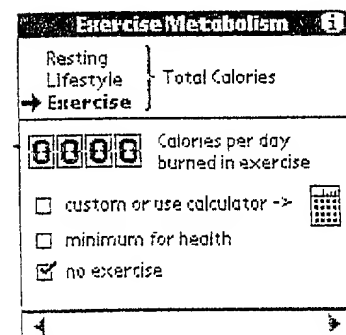 Exercise Metabolism i
Resting
Lifestyle
Exercise
Total Calories
0000
Calories per day
burned in exercise
custom or use calculator ->
minimum for health
no exercise